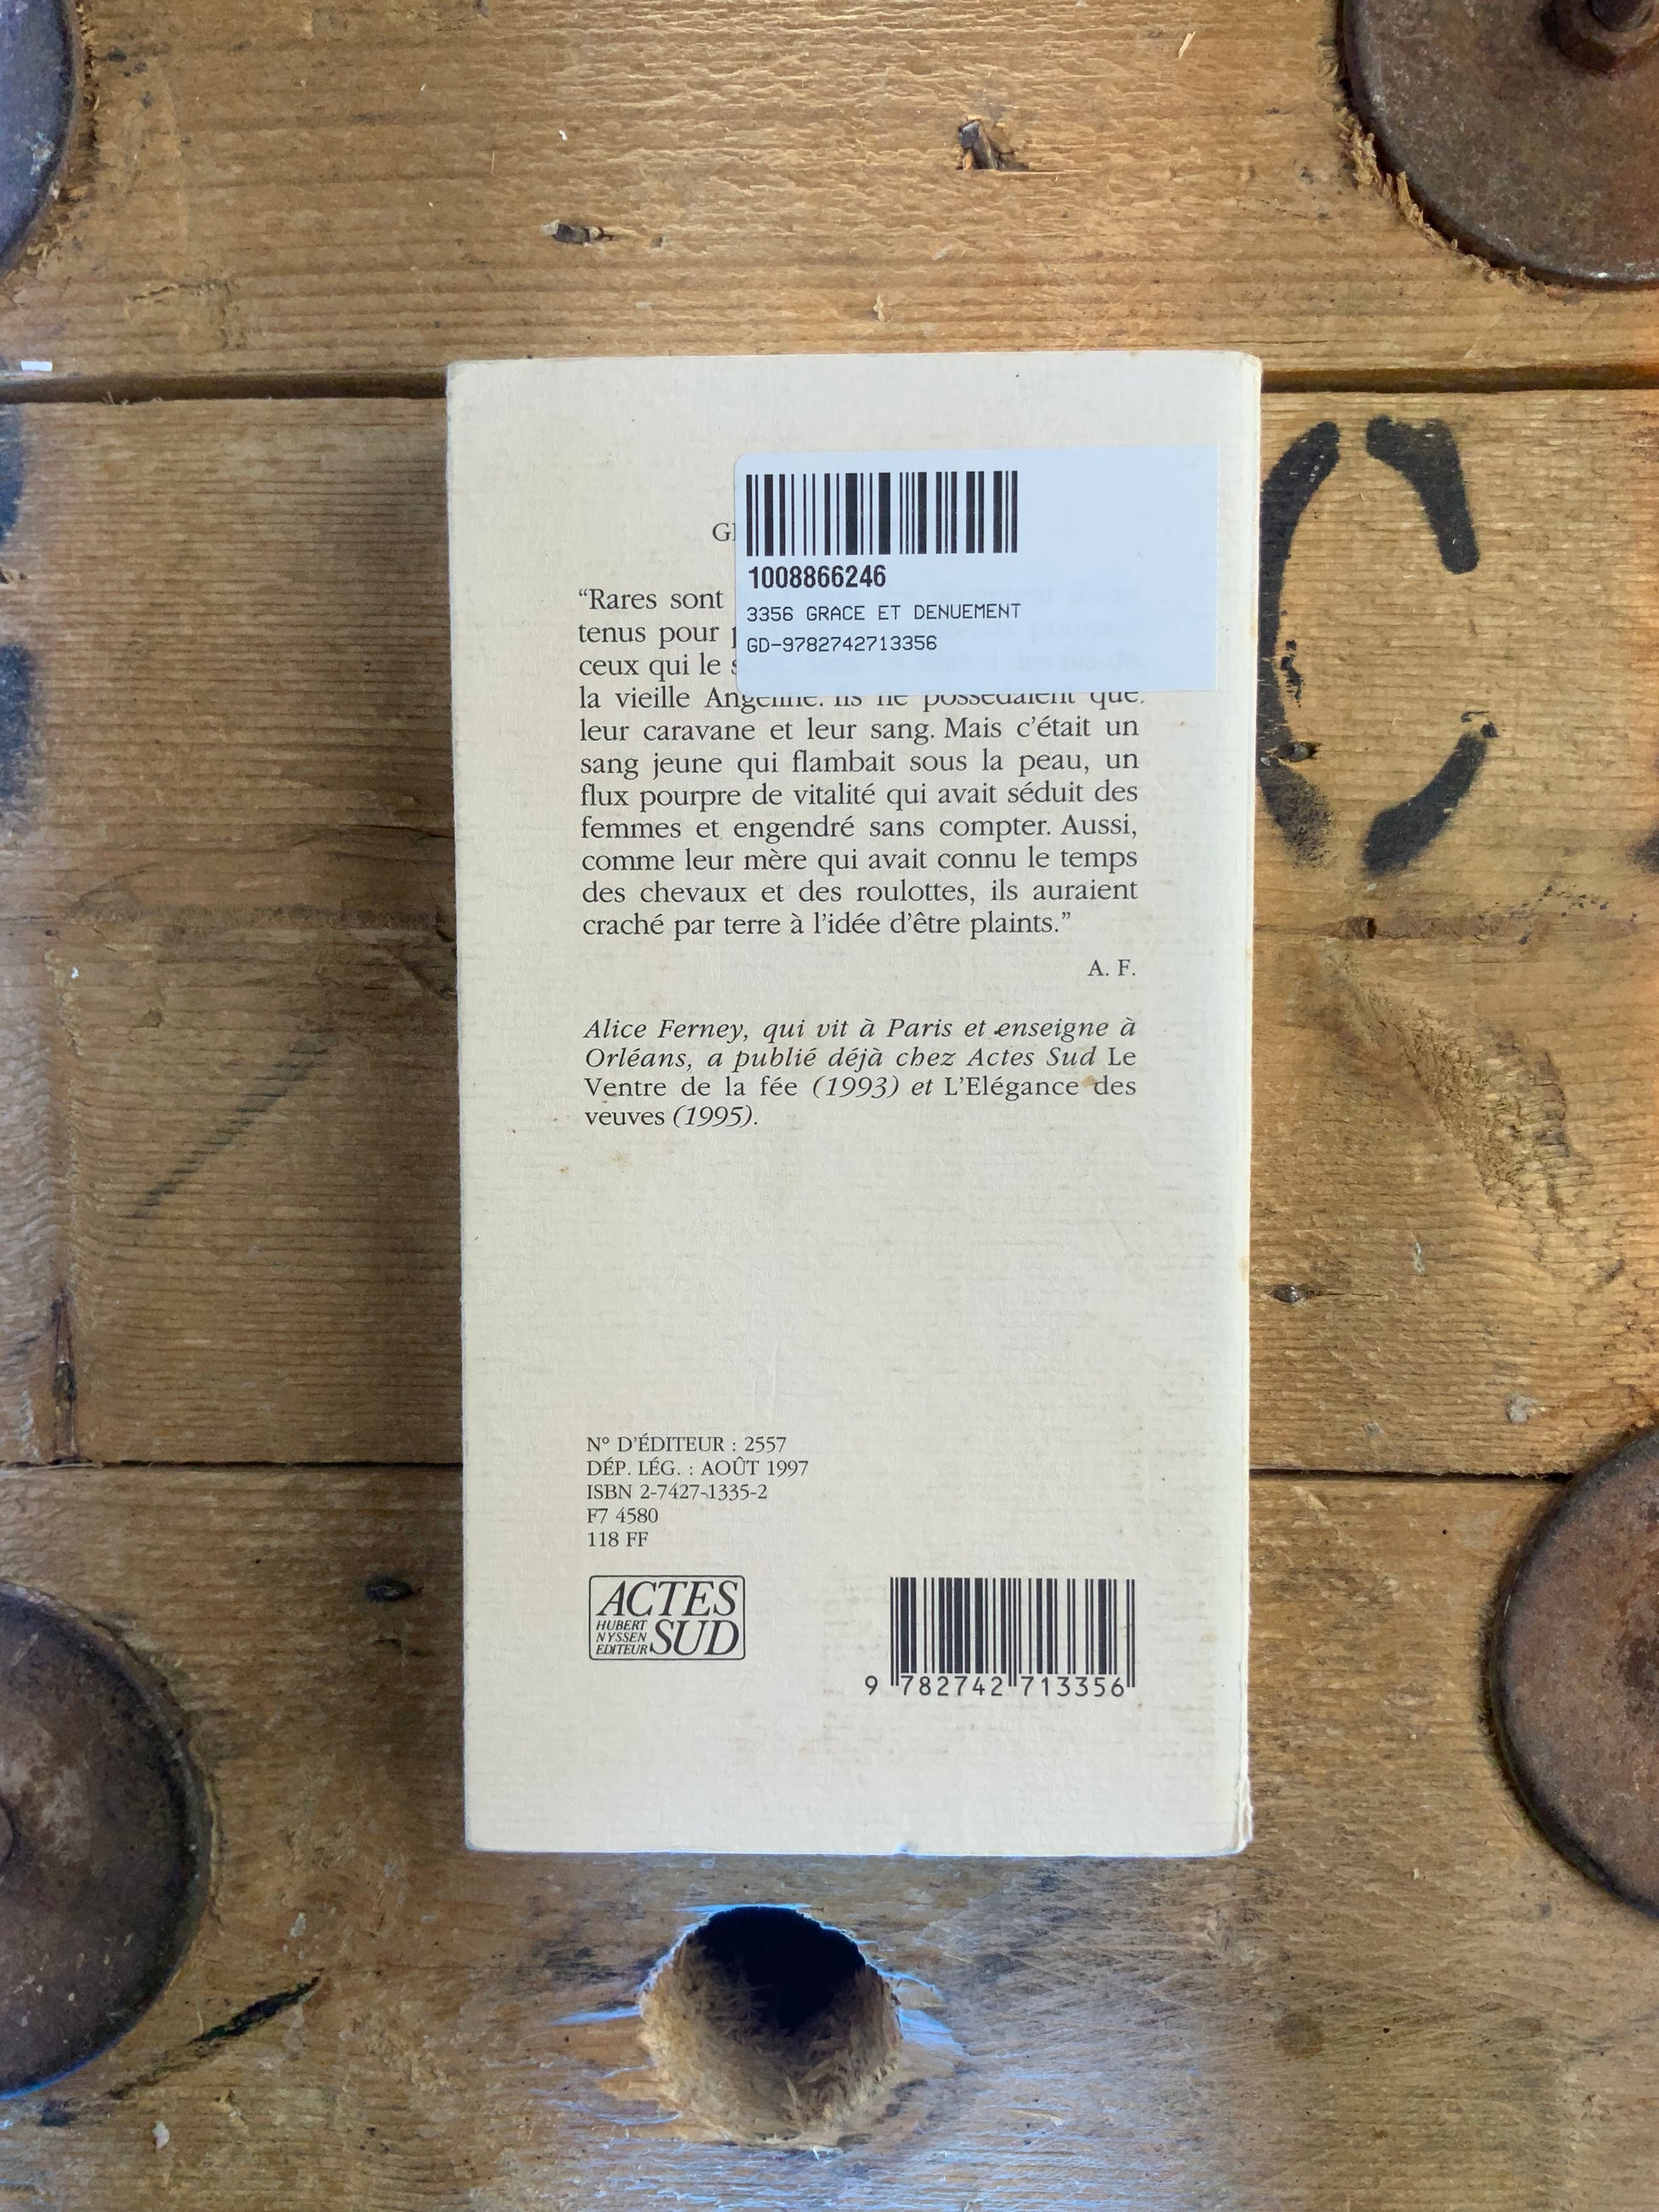 1008866246
3356 GRACE ET DENUEMENT
GD-9782742713356
“Rares sont
tenus pour
ceux qui le
la vieille Angeline. Ils ne possédaient que
leur caravane et leur sang. Mais c’était un
sang jeune qui flambait sous la peau, un
flux pourpre de vitalité qui avait séduit des
femmes et engendré sans compter. Aussi,
comme leur mère qui avait connu le temps
des chevaux et des roulottes, ils auraient
craché par terre à l’idée d’être plaints.”
A. F.
Alice Ferney, qui vit à Paris et enseigne à
Orléans, a publié déjà chez Actes Sud Le
Ventre de la fée (1993) et L’Elégance des
veuves (1995).
N° D’ÉDITEUR : 2557
DÉP. LÉG. : AOÛT 1997
ISBN 2-7427-1335-2
F7 4580
118 FF
ACTES
HUBERT
NYSSEN
EDITEUR
SUD
9 782742 713356